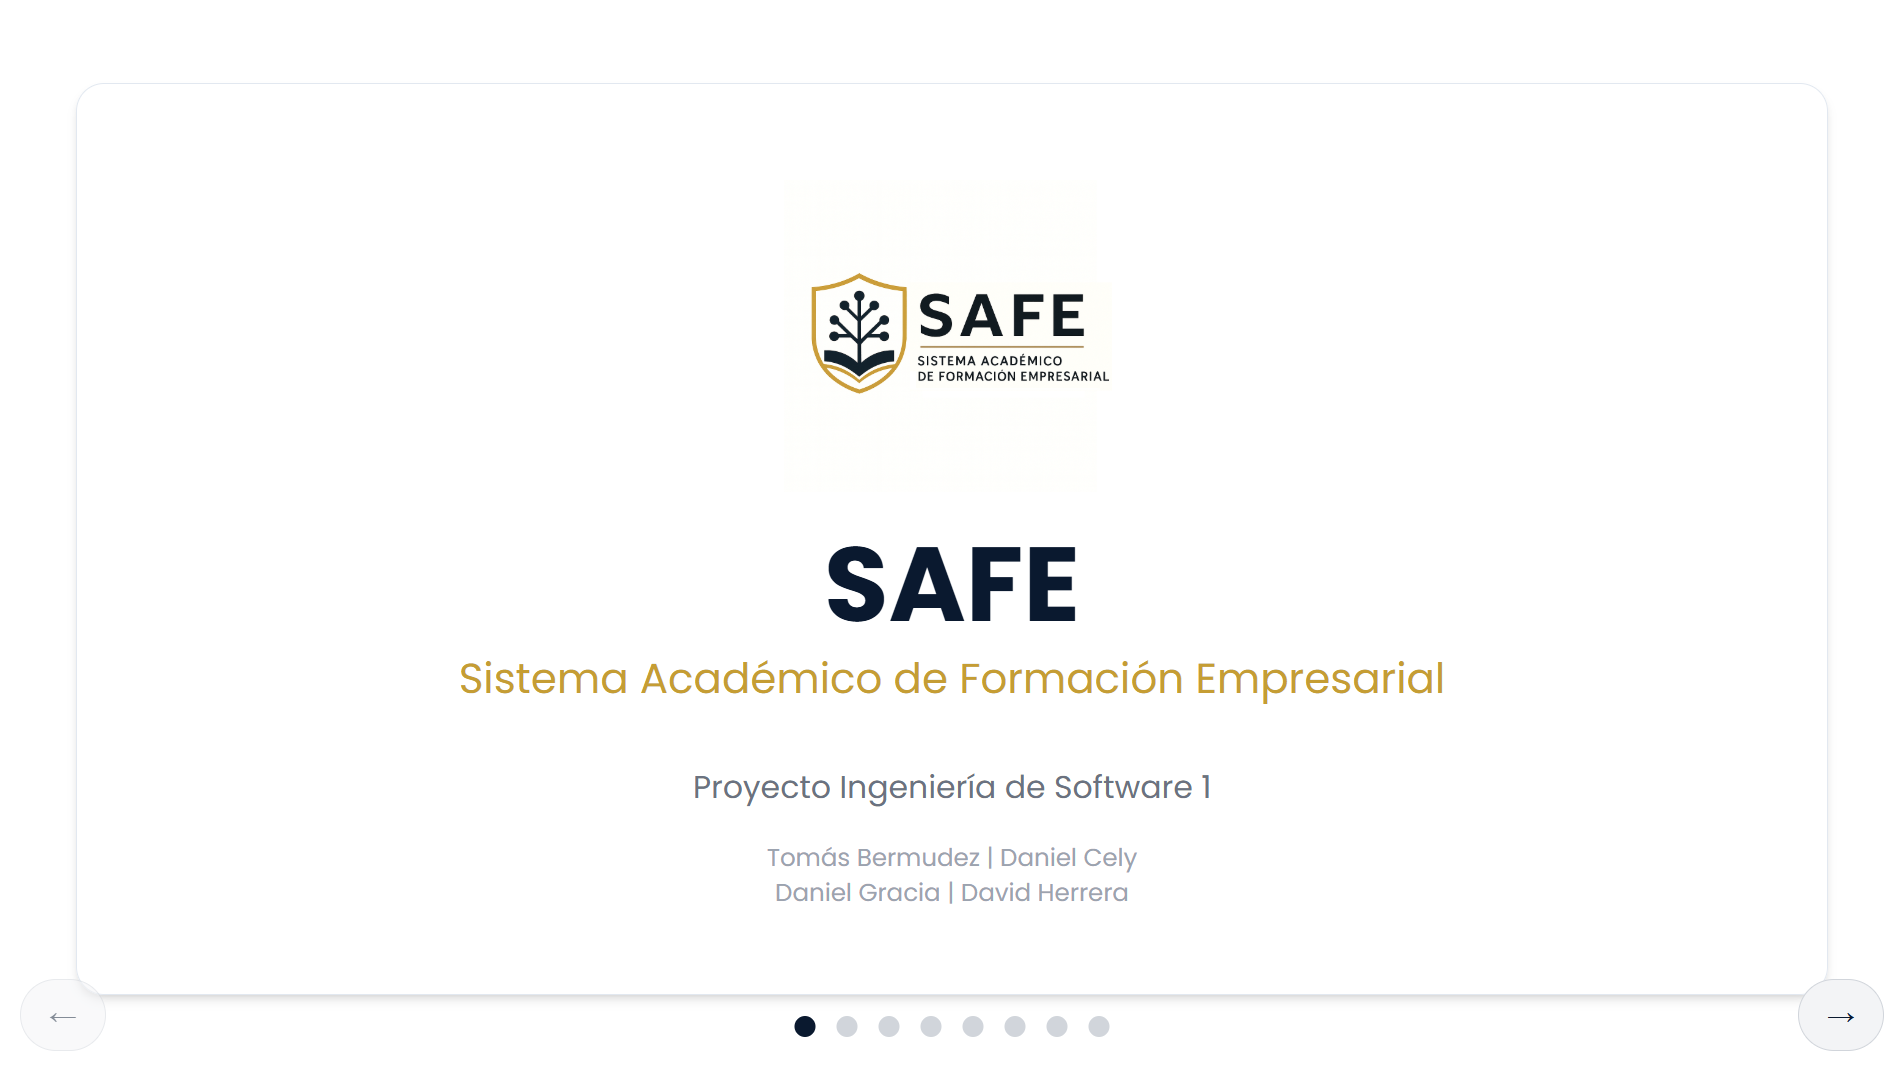 SAFE
SISTEMA ACADÉMICO
DE FORMACIÓN EMPRESARIAL
SAFE
Sistema Académico de Formación Empresarial
Proyecto Ingeniería de Software 1
Tomás Bermudez | Daniel Cely
Daniel Gracia | David Herrera
← →